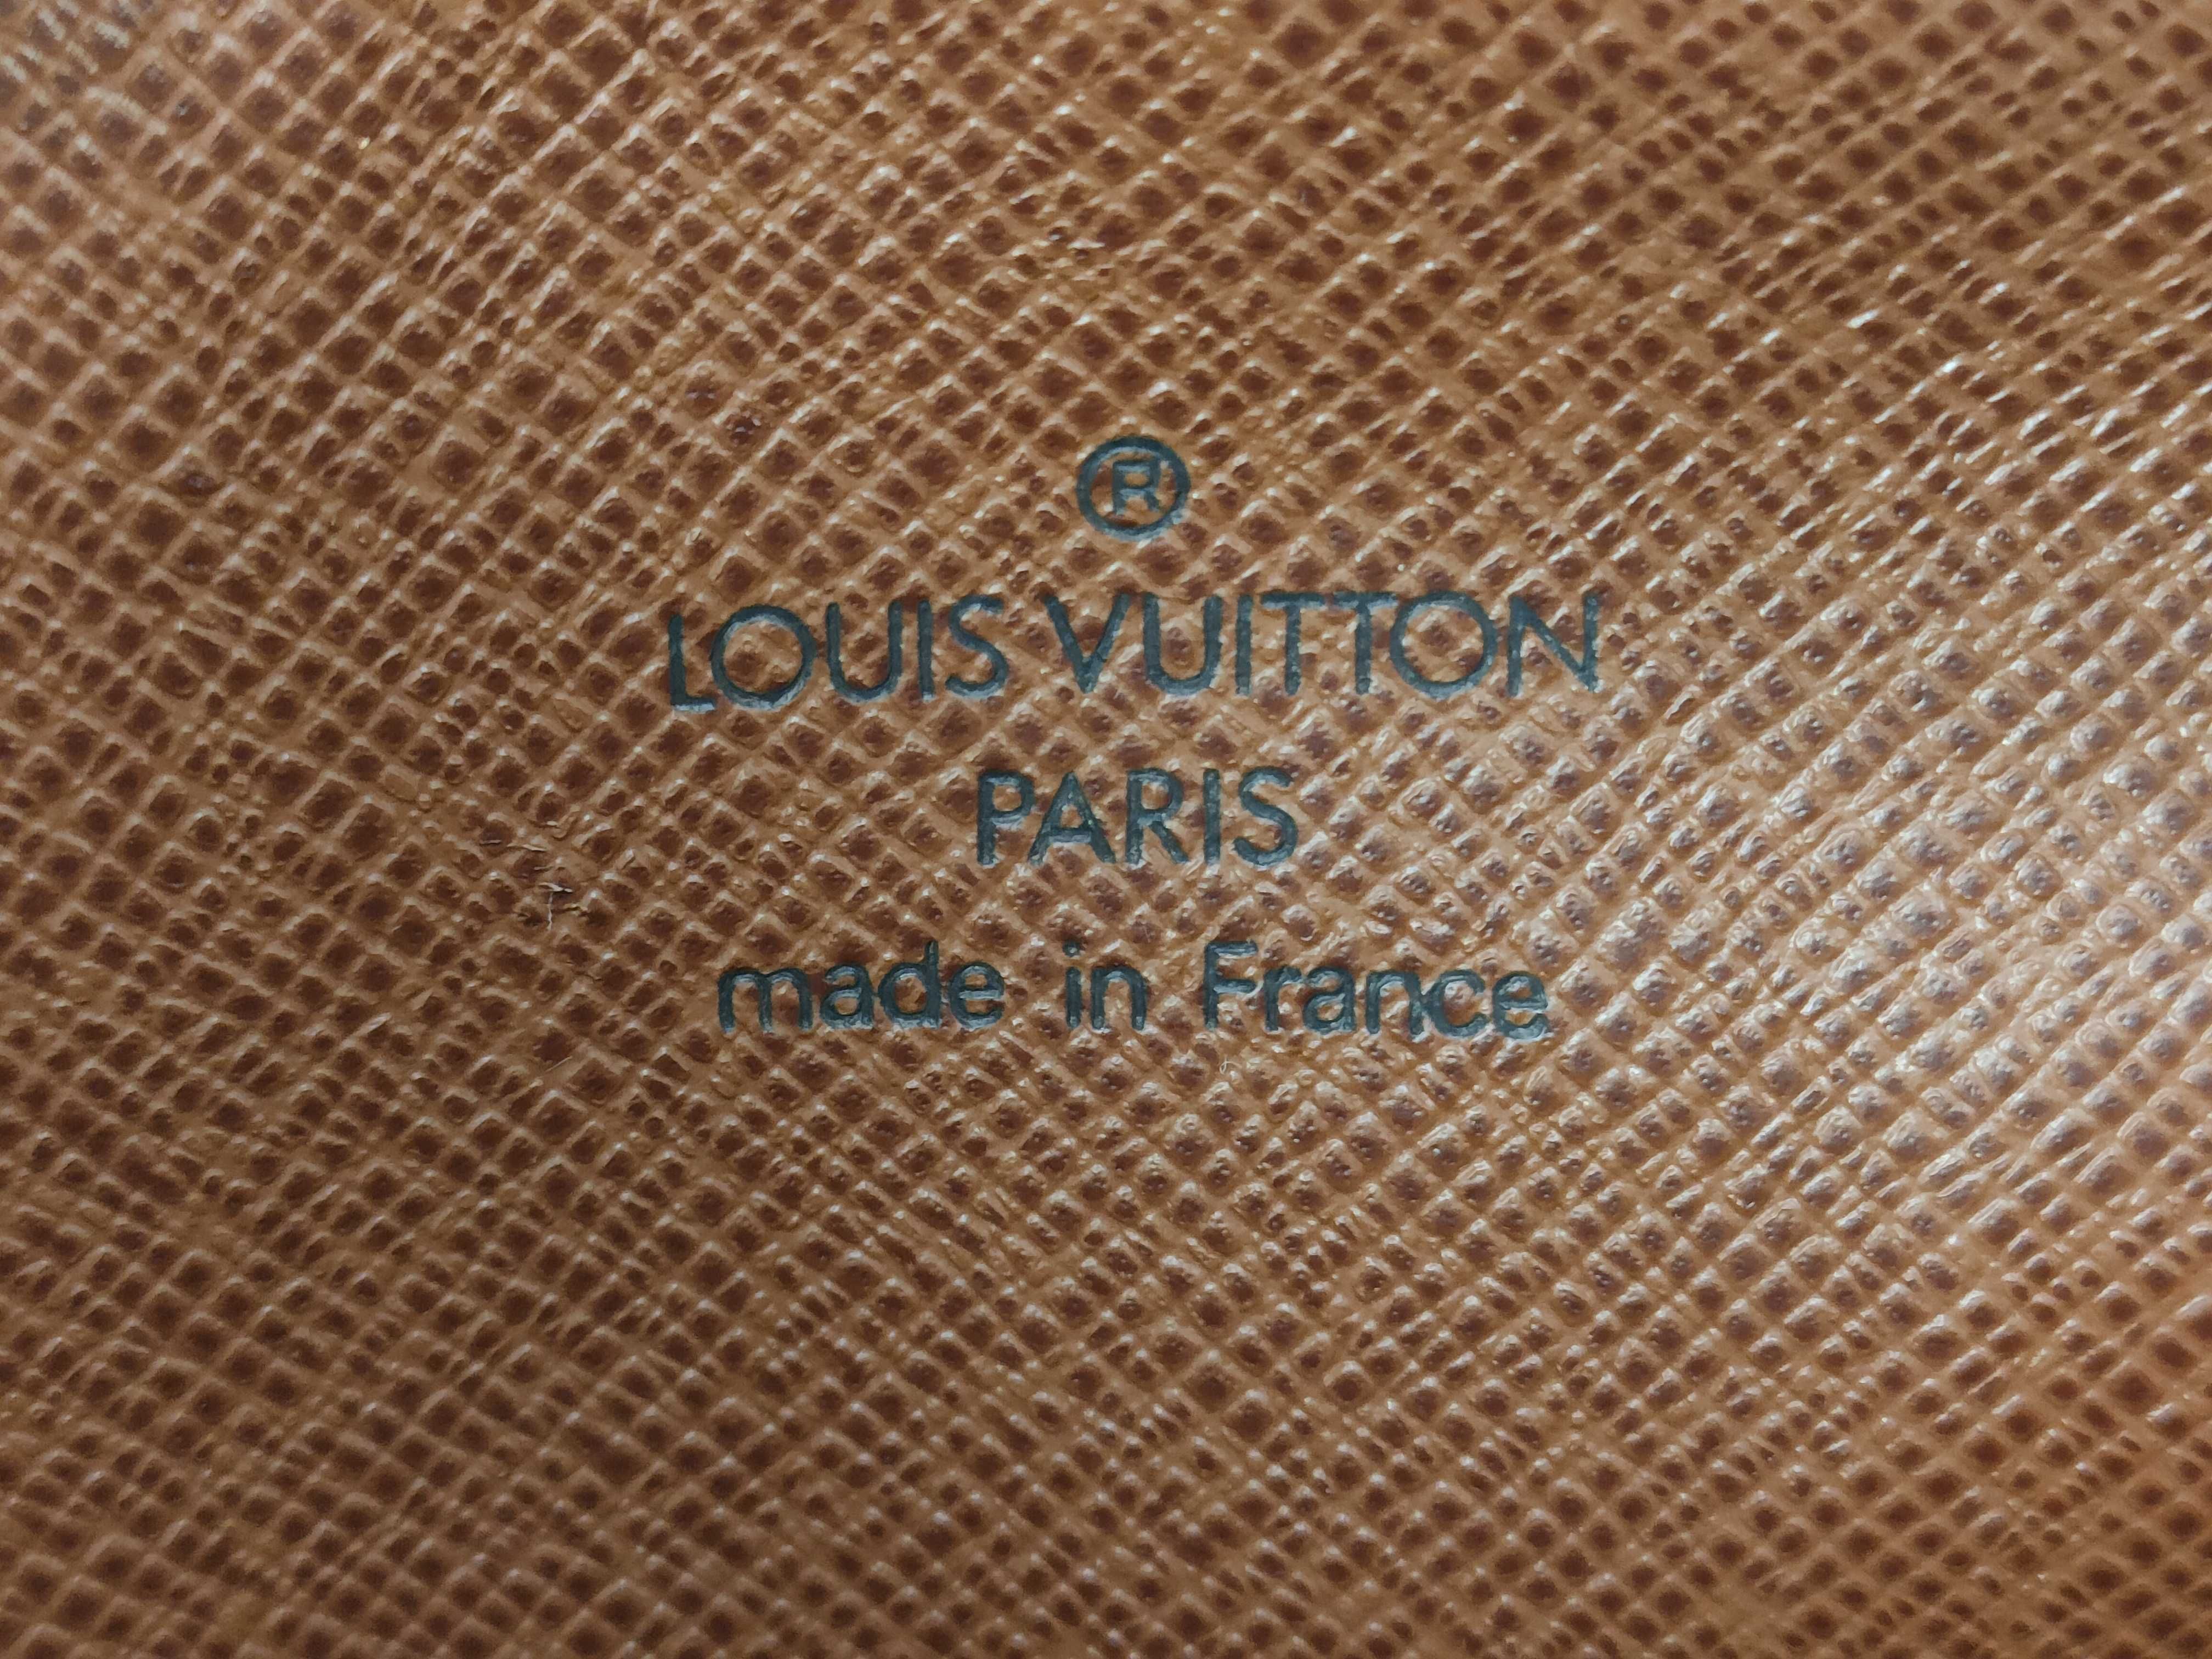 ®
LOUIS VUITTON
PARIS
made in France